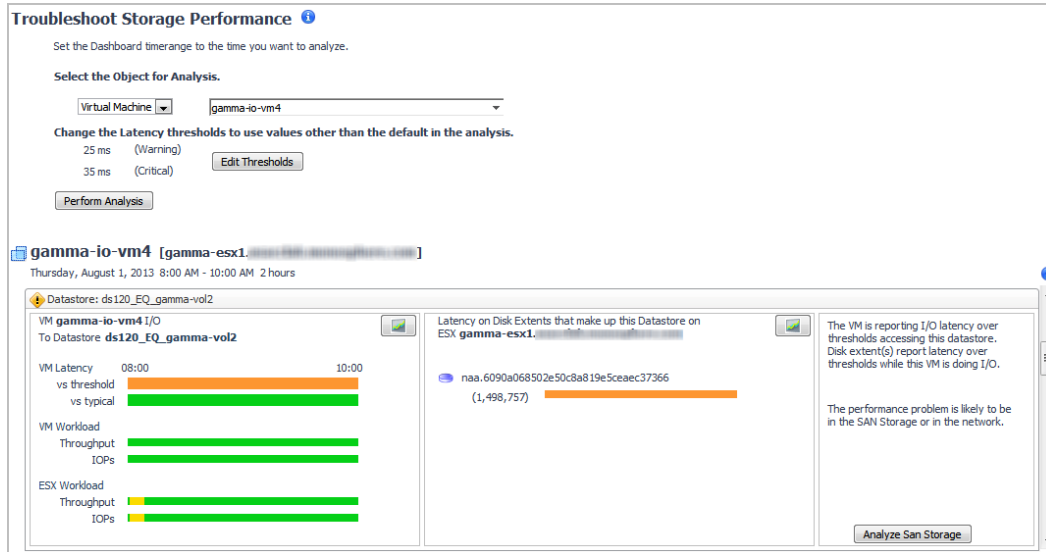 Troubleshoot Storage Performance
Set the Dashboard timerange to the time you want to analyze.
Select the Object for Analysis.
Virtual Machine gamma-io-vm4
Change the Latency thresholds to use values other than the default in the analysis.
25 ms (Warning)
35 ms (Critical)
Edit Thresholds
Perform Analysis
gamma-io-vm4 [gamma-esx1. ]
Thursday, August 1, 2013 8:00 AM - 10:00 AM 2 hours
Datastore: ds120_EQ_gamma-vol2
VM gamma-io-vm4 I/O
To Datastore ds120_EQ_gamma-vol2
VM Latency 08:00 10:00
vs threshold
vs typical
VM Workload
Throughput
IOPs
ESX Workload
Throughput
IOPs
Latency on Disk Extents that make up this Datastore on
ESX gamma-esx1.
naa.6090a068502e50c8a819e5ceaec37366
(1,498,757)
The VM is reporting I/O latency over
thresholds accessing this datastore.
Disk extent(s) report latency over
thresholds while this VM is doing I/O.
The performance problem is likely to be
in the SAN Storage or in the network.
Analyze San Storage